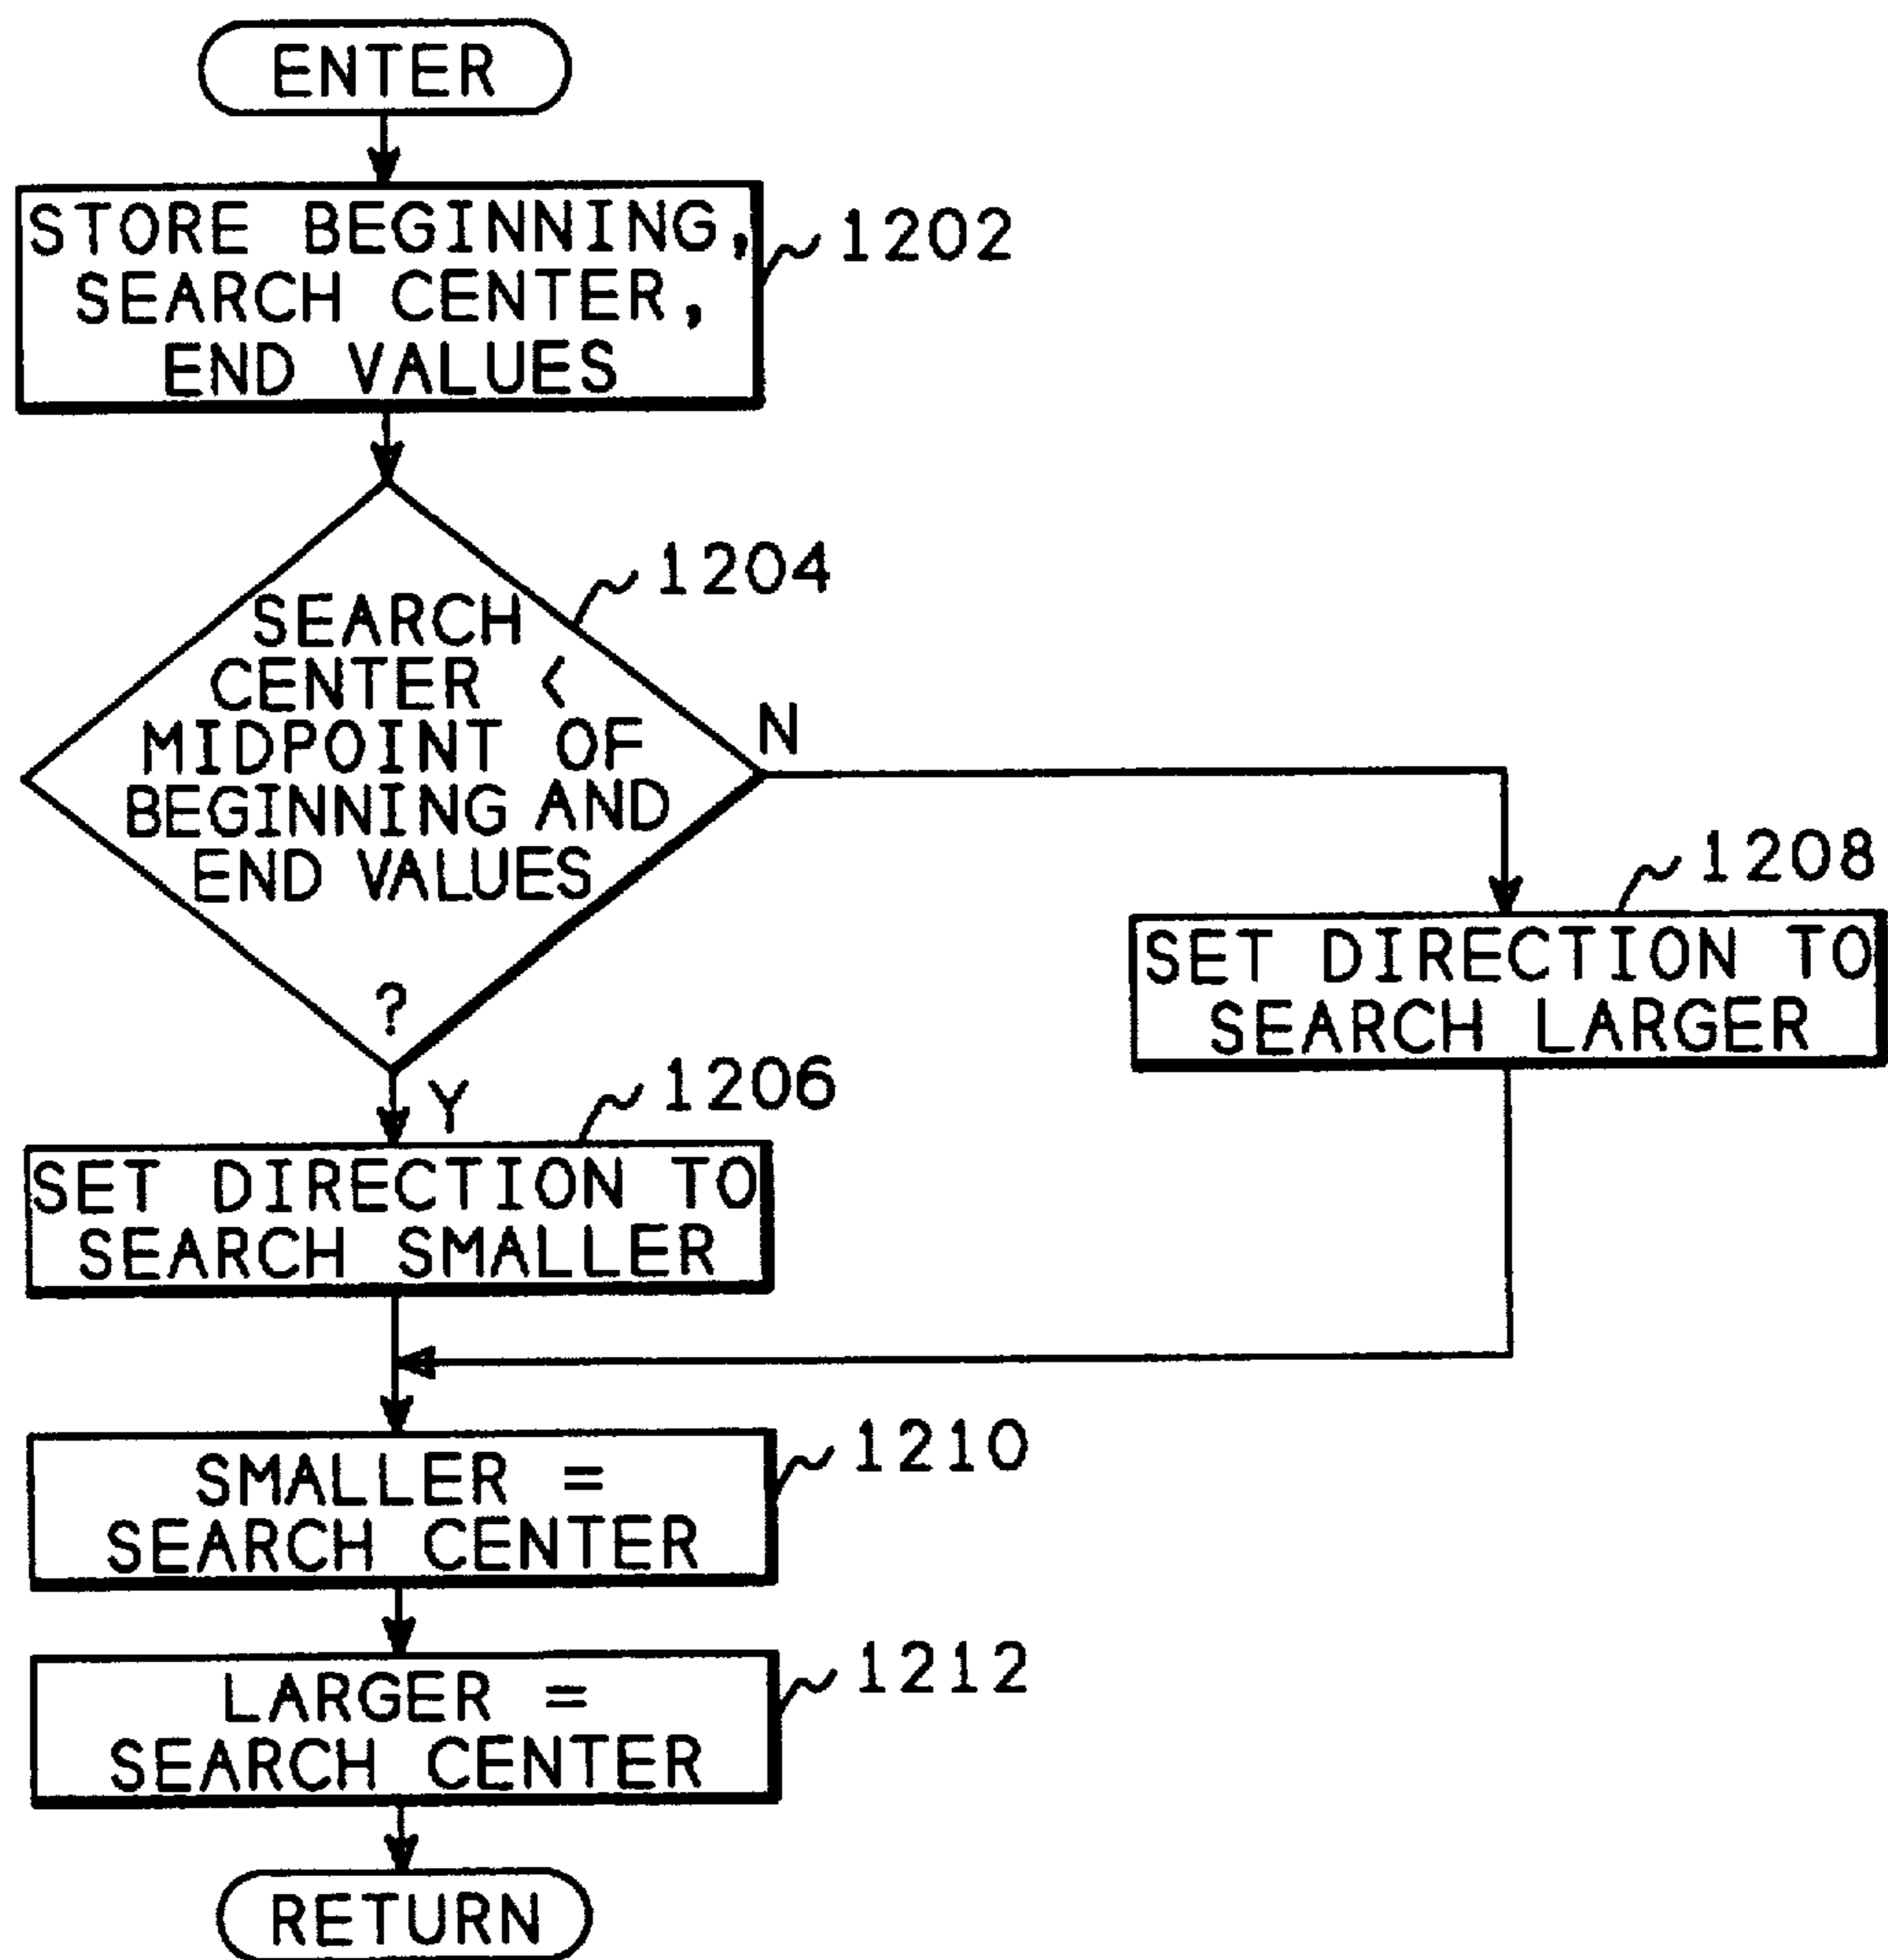 ENTER
STORE BEGINNING,
SEARCH CENTER,
END VALUES
1202
SEARCH
CENTER <
MIDPOINT OF
BEGINNING AND
END VALUES
?
1204
N
Y
SET DIRECTION TO
SEARCH LARGER
1208
SET DIRECTION TO
SEARCH SMALLER
1206
SMALLER =
SEARCH CENTER
1210
LARGER =
SEARCH CENTER
1212
RETURN